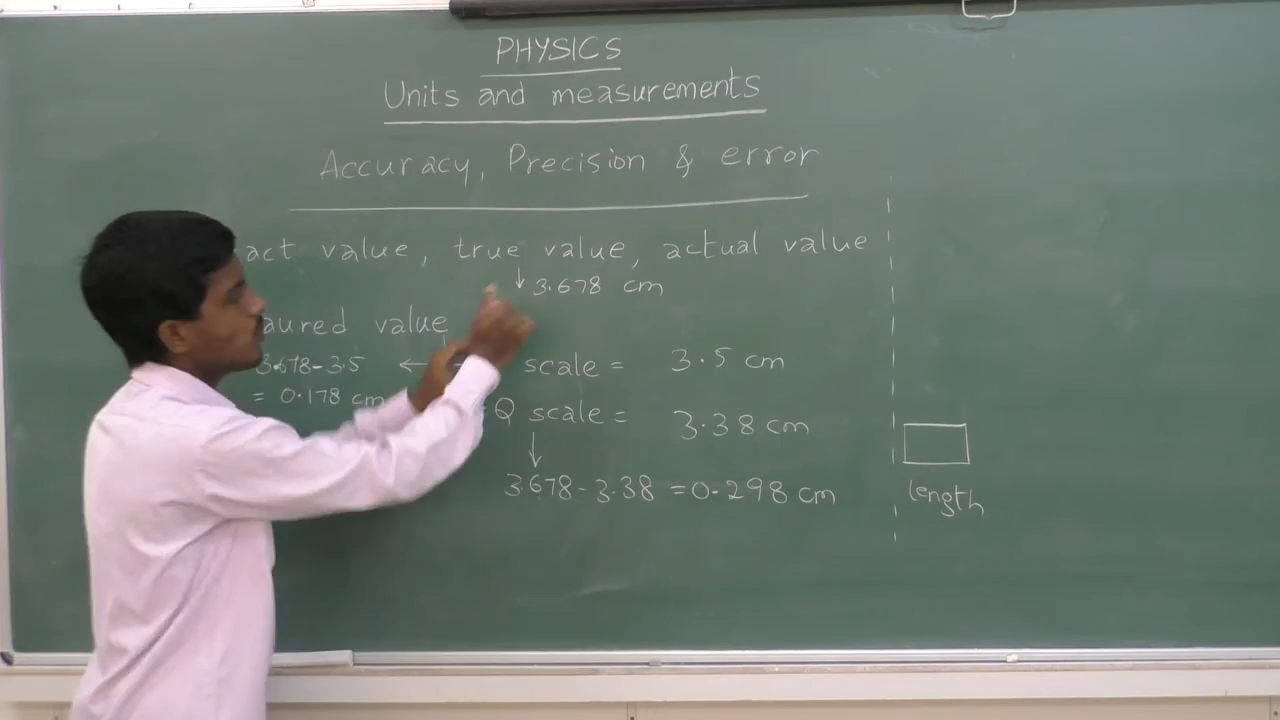 PHYSICS
Units and measurements
Accuracy, Precision & error
act value, true value, actual value
↓ 3.678 cm
aured value
3.678-3.5 ← scale = 3.5 cm
= 0.178 cm
Q scale = 3.38 cm
↓
3.678-3.38 = 0.298 cm
length